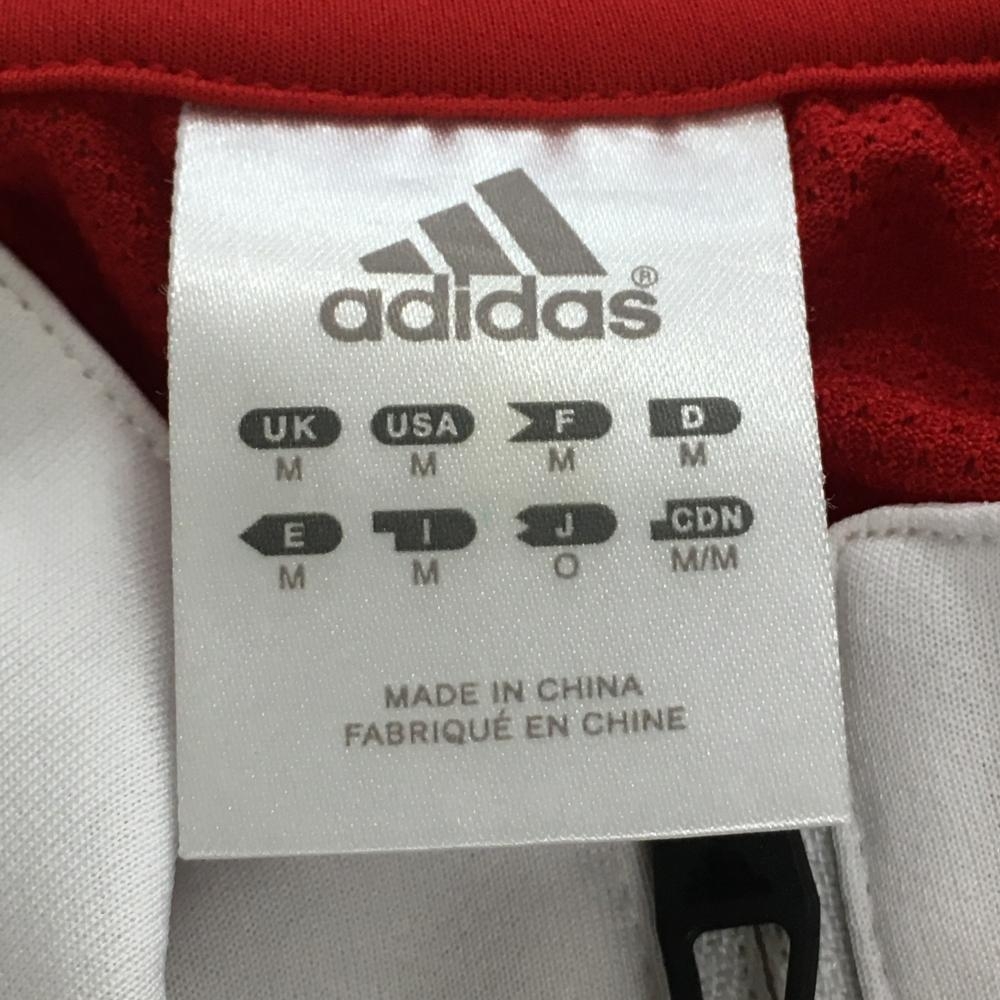 adidas®
UK USA F D
M M M M
E I J CDN
M M O M/M
MADE IN CHINA
FABRIQUÉ EN CHINE